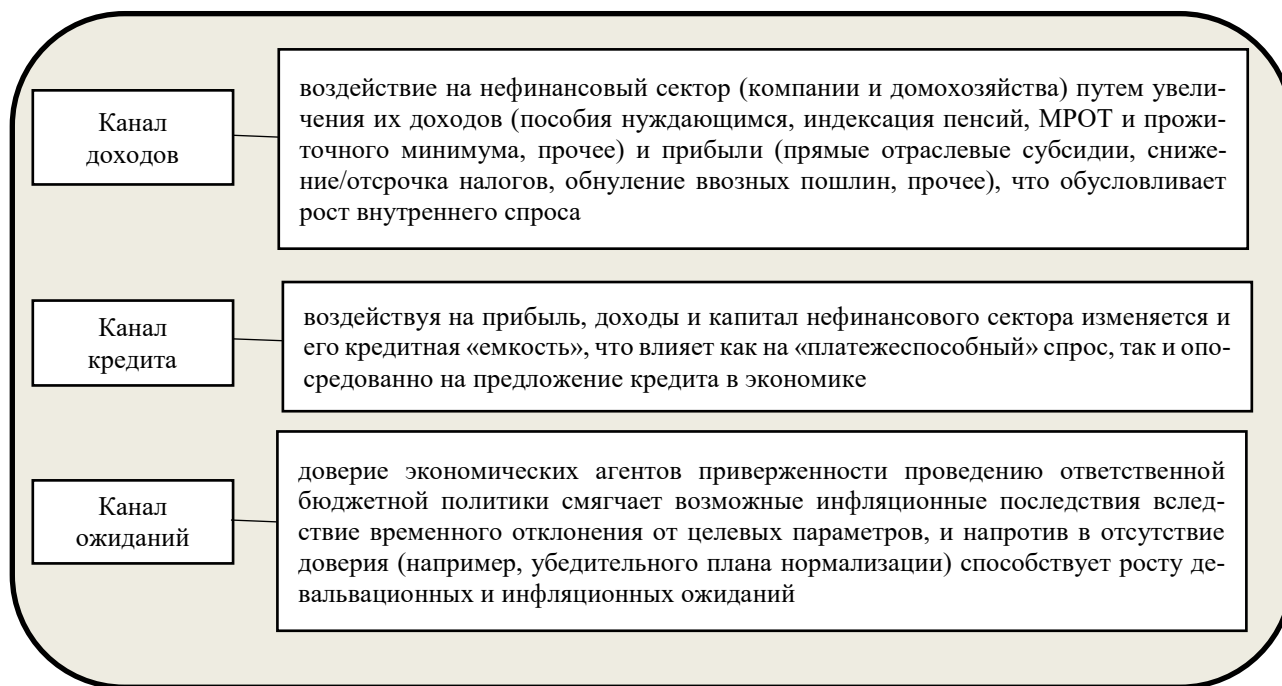 Канал
доходов
воздействие на нефинансовый сектор (компании и домохозяйства) путем увели-
чения их доходов (пособия нуждающимся, индексация пенсий, МРОТ и прожи-
точного минимума, прочее) и прибыли (прямые отраслевые субсидии, сниже-
ние/отсрочка налогов, обнуление ввозных пошлин, прочее), что обусловливает
рост внутреннего спроса
Канал
кредита
воздействуя на прибыль, доходы и капитал нефинансового сектора изменяется и
его кредитная «емкость», что влияет как на «платежеспособный» спрос, так и опо-
средованно на предложение кредита в экономике
Канал
ожиданий
доверие экономических агентов приверженности проведению ответственной
бюджетной политики смягчает возможные инфляционные последствия вслед-
ствие временного отклонения от целевых параметров, и напротив в отсутствие
доверия (например, убедительного плана нормализации) способствует росту де-
вальвационных и инфляционных ожиданий